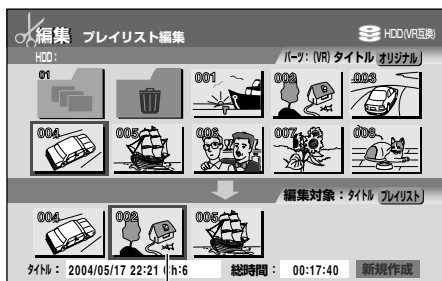 編集 プレイリスト編集 HDD(VR互換)
HDD: パーツ: (VR) タイトル オリジナル
01 001 002 003
004 005 006 007 008
編集対象: タイトル プレイリスト
004 002 005
タイトル: 2004/05/17 22:21 Ch:6 総時間: 00:17:40 新規作成